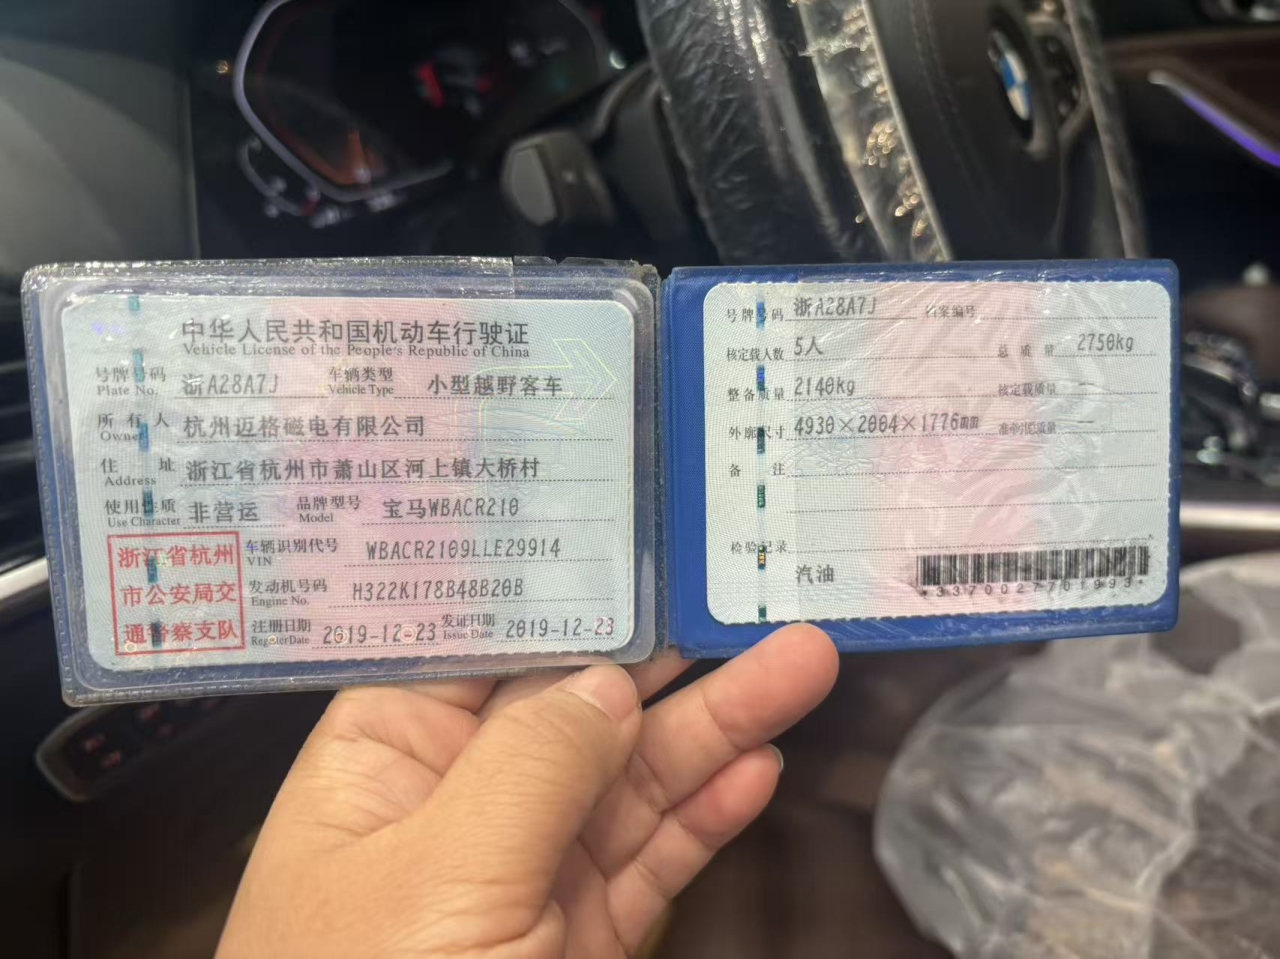 中华人民共和国机动车行驶证
Vehicle License of the People's Republic of China
号牌号码 浙A28A7J 车辆类型 小型越野客车
Plate No. Vehicle Type
所有人 杭州迈格磁电有限公司
Owner
住址 浙江省杭州市萧山区河上镇大桥村
Address
使用性质 非营运 品牌型号 宝马WBACR210
Use Character Model
浙江省杭州
市公安局交
通警察支队
车辆识别代号 WBACR2109LLE29914
VIN
发动机号码 H322K178B48B20B
Engine No.
注册日期 2019-12-23 发证日期 2019-12-23
Register Date Issue Date
号牌号码 浙A28A7J 档案编号
核定载人数 5人 总质量 2750kg
整备质量 2140kg 核定载质量 --
外廓尺寸 4930×2004×1776mm 准牵引总质量 --
备注
检验记录
汽油
*3370027701993*